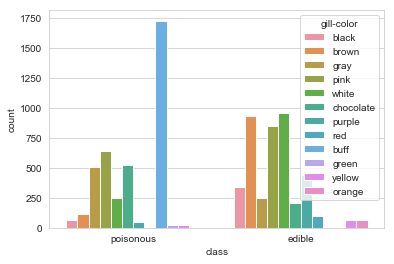 gill-color
black
brown
gray
pink
white
chocolate
purple
red
buff
green
yellow
orange
1750
1500
1250
1000
750
500
250
0
count
poisonous edible
class